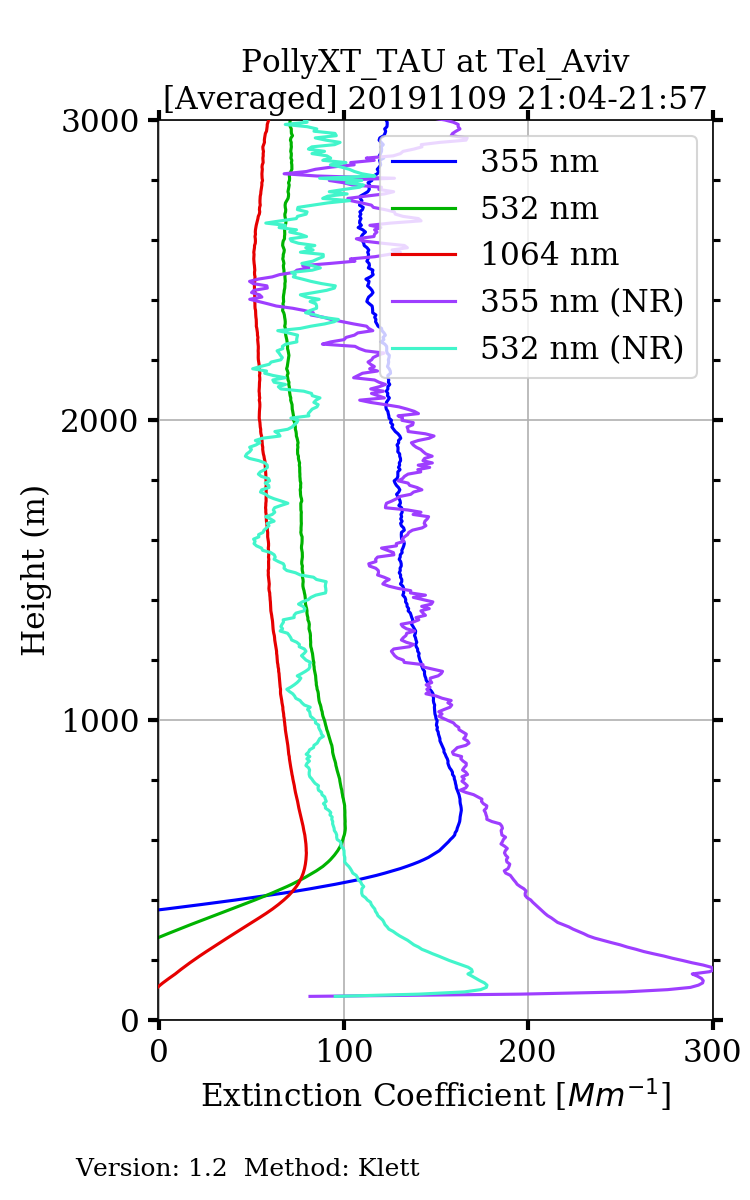 PollyXT_TAU at Tel_Aviv
[Averaged] 20191109 21:04-21:57
3000
355 nm
532 nm
1064 nm
355 nm (NR)
532 nm (NR)
2000
Height (m)
1000
0
0 100 200 300
Extinction Coefficient [Mm⁻¹]
Version: 1.2 Method: Klett